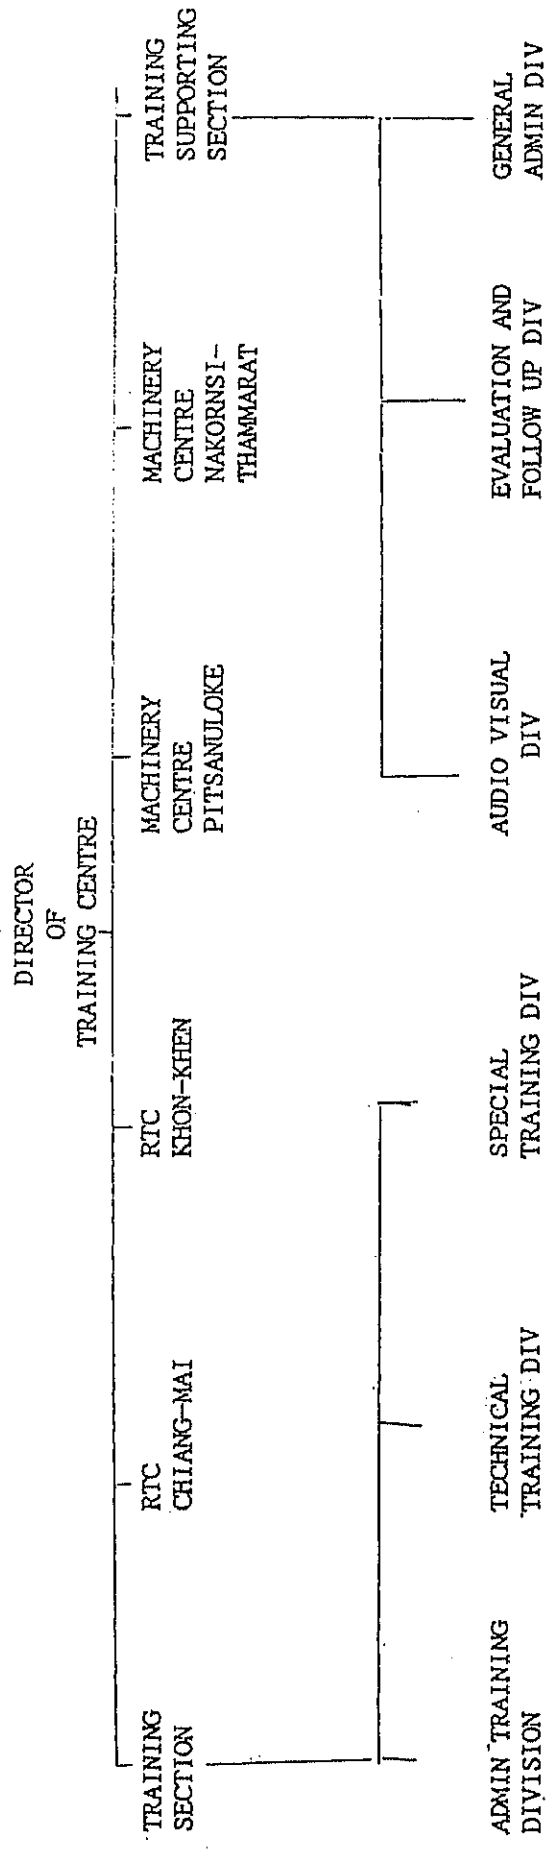 DIRECTOR
OF
TRAINING CENTRE
TRAINING
SECTION
RTC
CHIANG-MAI
RTC
KHON-KHEN
MACHINERY
CENTRE
PITSANULOKE
MACHINERY
CENTRE
NAKORNSI-
THAMMARAT
TRAINING
SUPPORTING
SECTION
ADMIN TRAINING
DIVISION
TECHNICAL
TRAINING DIV
SPECIAL
TRAINING DIV
AUDIO VISUAL
DIV
EVALUATION AND
FOLLOW UP DIV
GENERAL
ADMIN DIV